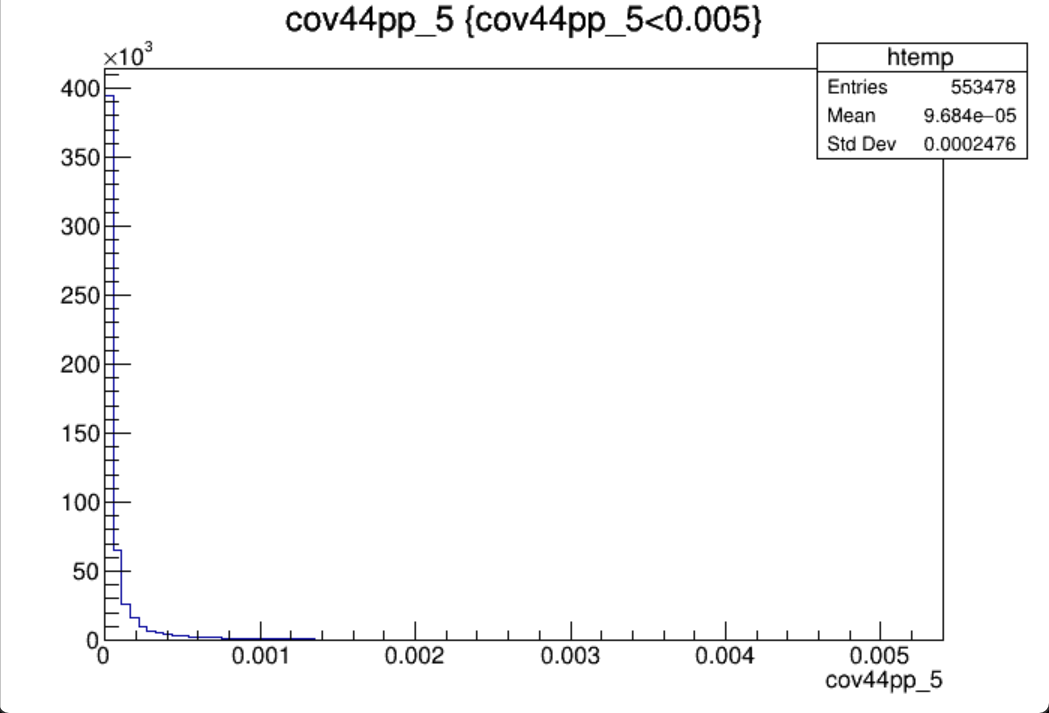 cov44pp_5 {cov44pp_5<0.005}
×10³
htemp
Entries 553478
Mean 9.684e−05
Std Dev 0.0002476
400
350
300
250
200
150
100
50
0
0 0.001 0.002 0.003 0.004 0.005
cov44pp_5